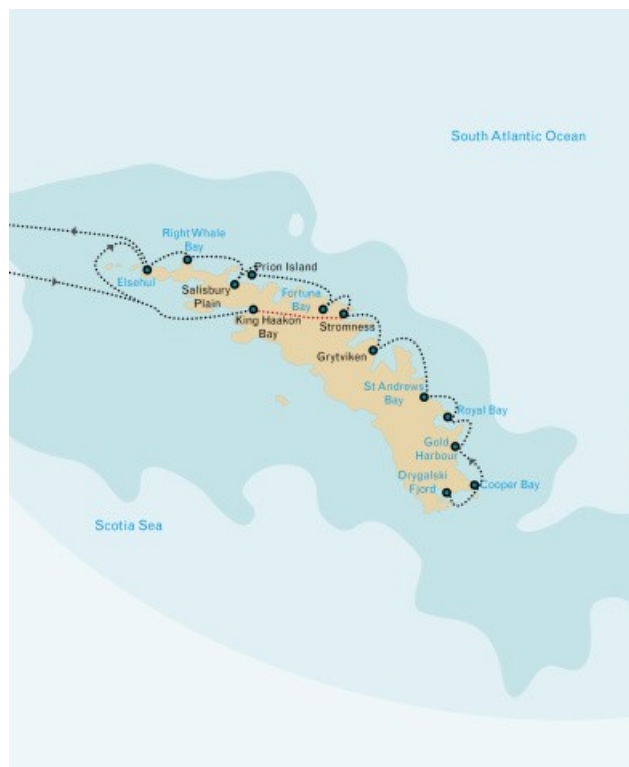 South Atlantic Ocean
Right Whale
Bay
Prion Island
Elsehul
Salisbury
Plain
Fortuna
Bay
King Haakon
Bay
Stromness
Grytviken
St Andrews
Bay
Royal Bay
Gold
Harbour
Drygalski
Fjord
Cooper Bay
Scotia Sea